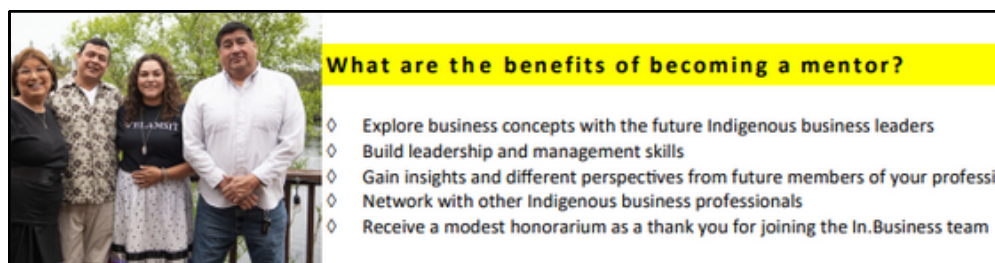 What are the benefits of becoming a mentor?
◊ Explore business concepts with the future Indigenous business leaders
◊ Build leadership and management skills
◊ Gain insights and different perspectives from future members of your professi
◊ Network with other Indigenous business professionals
◊ Receive a modest honorarium as a thank you for joining the In.Business team